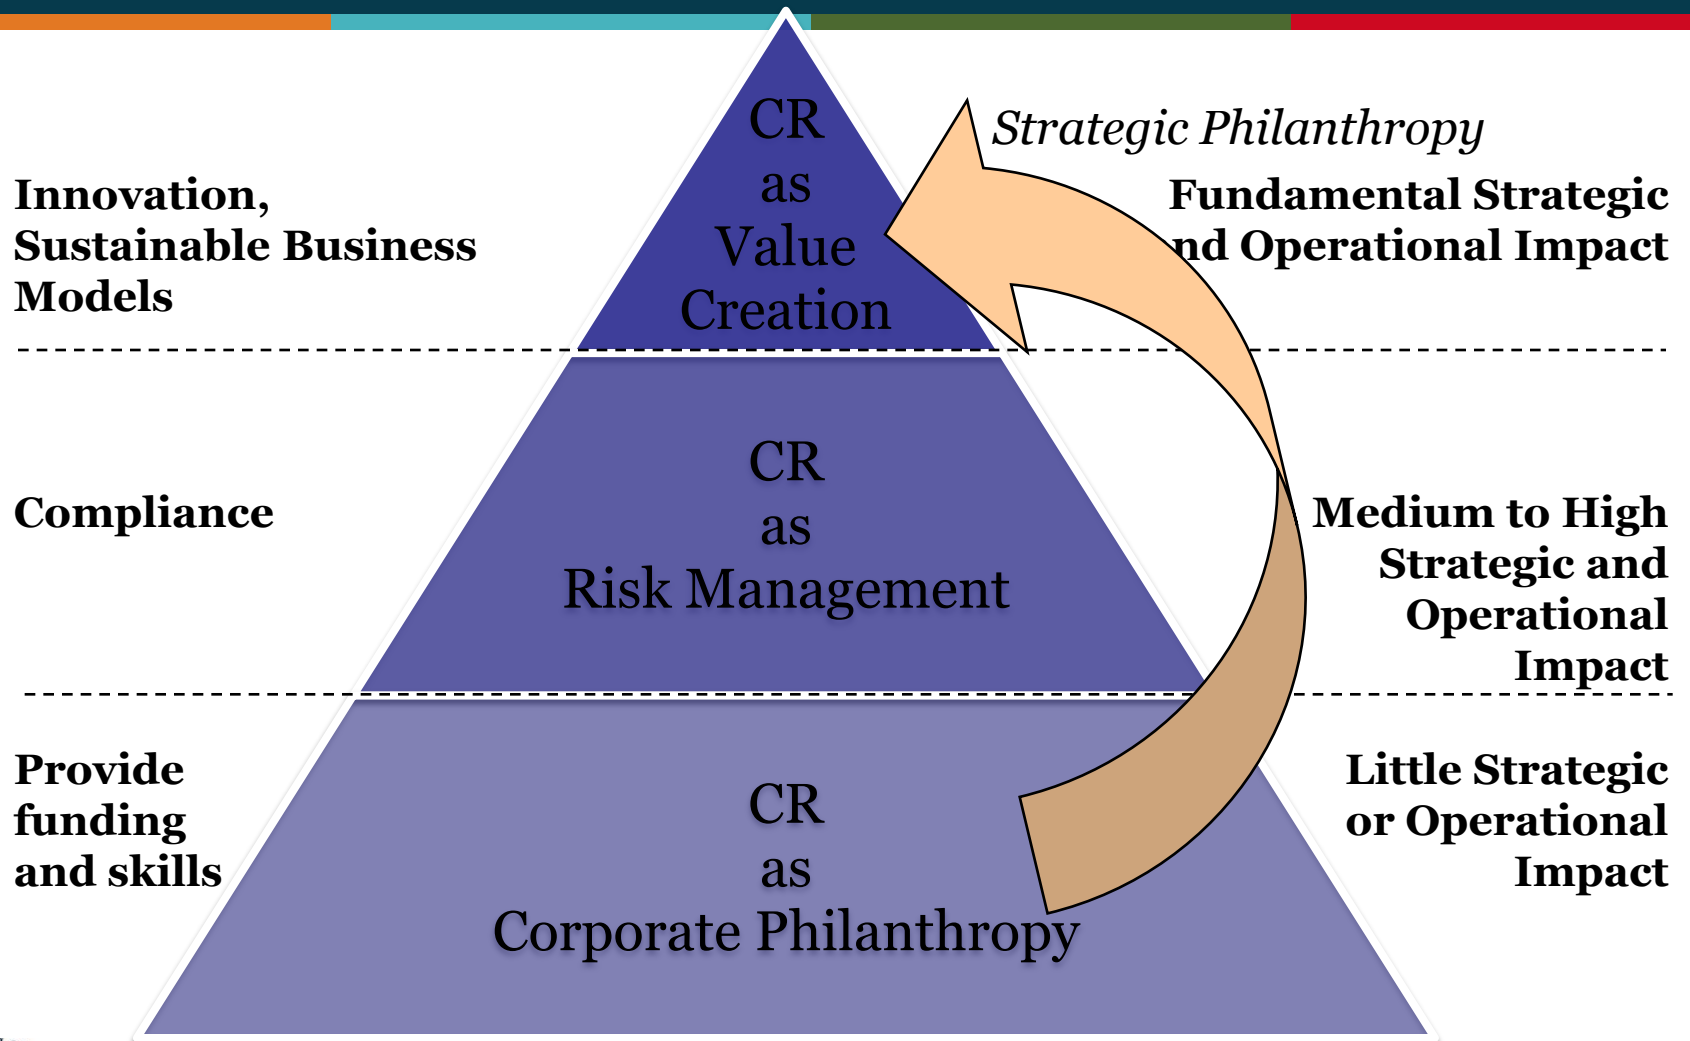 CR
as
Value
Creation
Strategic Philanthropy
Innovation,
Sustainable Business
Models
Fundamental Strategic
nd Operational Impact
CR
as
Risk Management
Compliance
Medium to High
Strategic and
Operational
Impact
Provide
funding
and skills
CR
as
Corporate Philanthropy
Little Strategic
or Operational
Impact